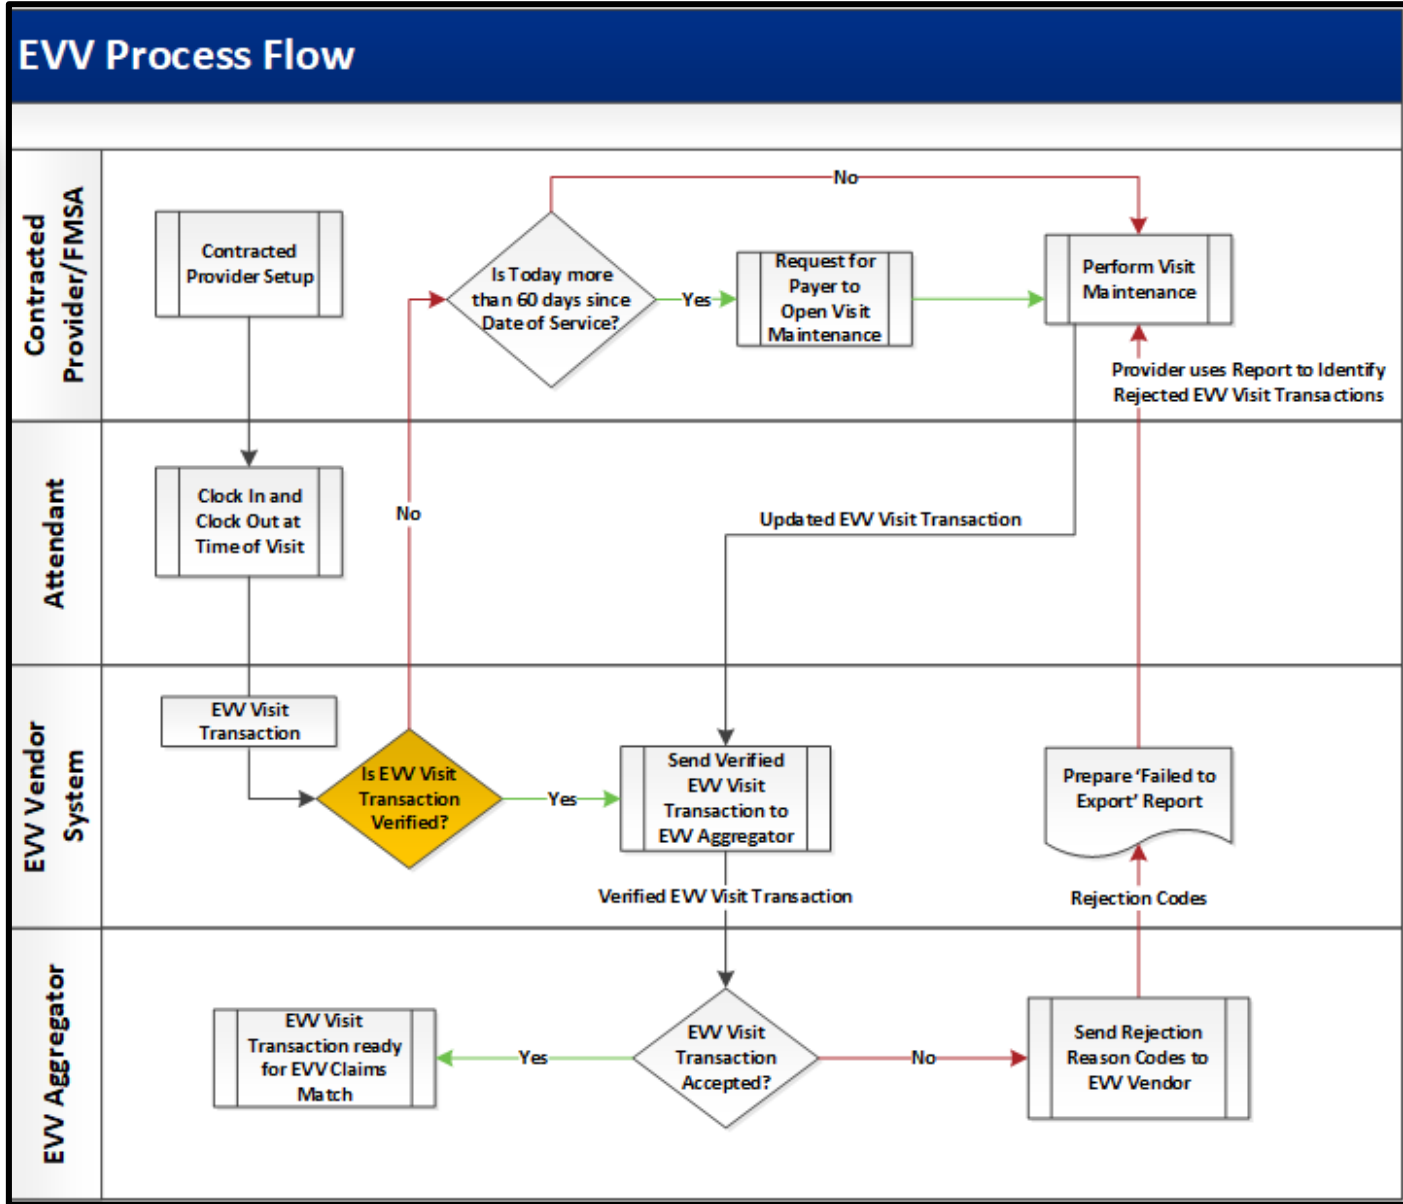 EVV Process Flow
Contracted
Provider/FMSA
Contracted
Provider Setup
Is Today more
than 60 days since
Date of Service?
No
Yes
Request for
Payer to
Open Visit
Maintenance
Perform Visit
Maintenance
Provider uses Report to Identify
Rejected EVV Visit Transactions
Attendant
Clock In and
Clock Out at
Time of Visit
No
Updated EVV Visit Transaction
EVV Vendor
System
EVV Visit
Transaction
Is EVV Visit
Transaction
Verified?
Yes
Send Verified
EVV Visit
Transaction to
EVV Aggregator
Prepare ‘Failed to
Export’ Report
Verified EVV Visit Transaction
Rejection Codes
EVV Aggregator
EVV Visit
Transaction ready
for EVV Claims
Match
Yes
EVV Visit
Transaction
Accepted?
No
Send Rejection
Reason Codes to
EVV Vendor